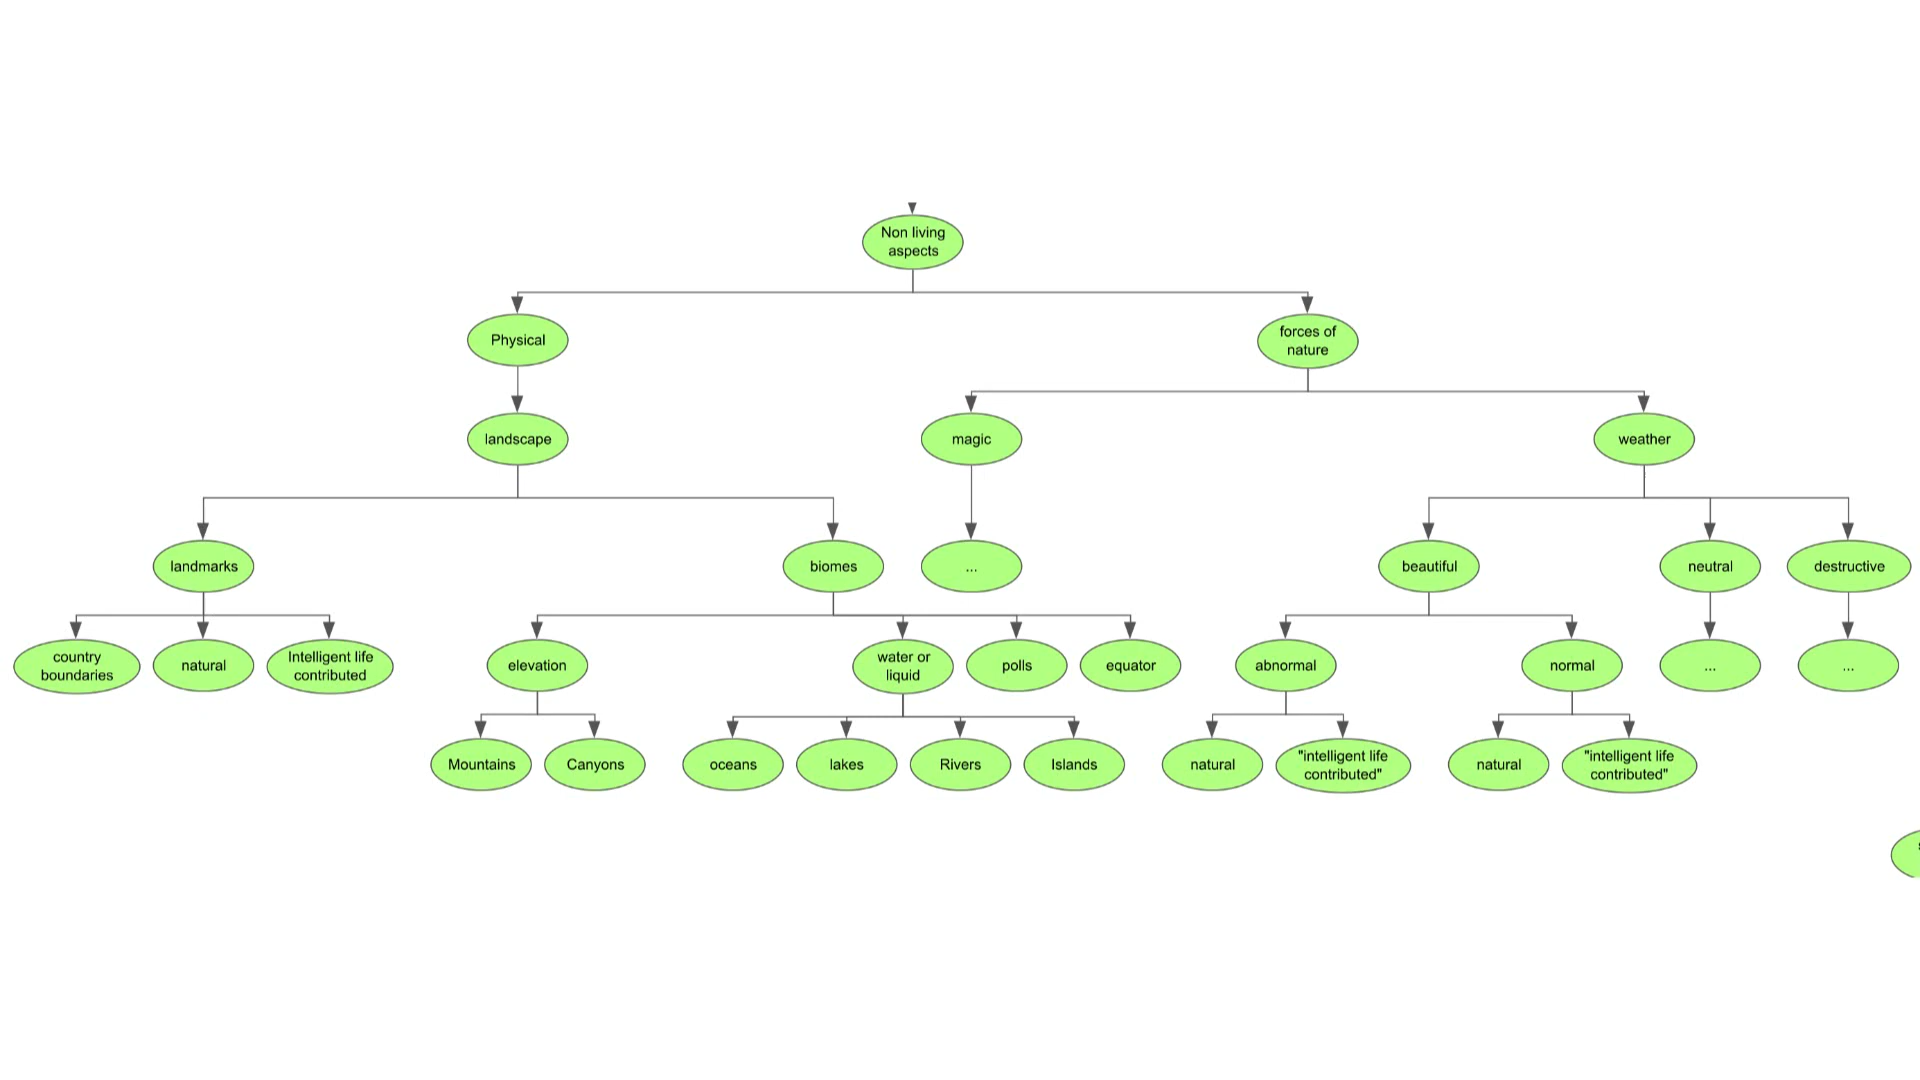 Non living
aspects
Physical
forces of
nature
landscape
magic
weather
landmarks
biomes
...
beautiful
neutral
destructive
country
boundaries
natural
Intelligent life
contributed
elevation
water or
liquid
polls
equator
abnormal
normal
...
...
Mountains
Canyons
oceans
lakes
Rivers
Islands
natural
"intelligent life
contributed"
natural
"intelligent life
contributed"